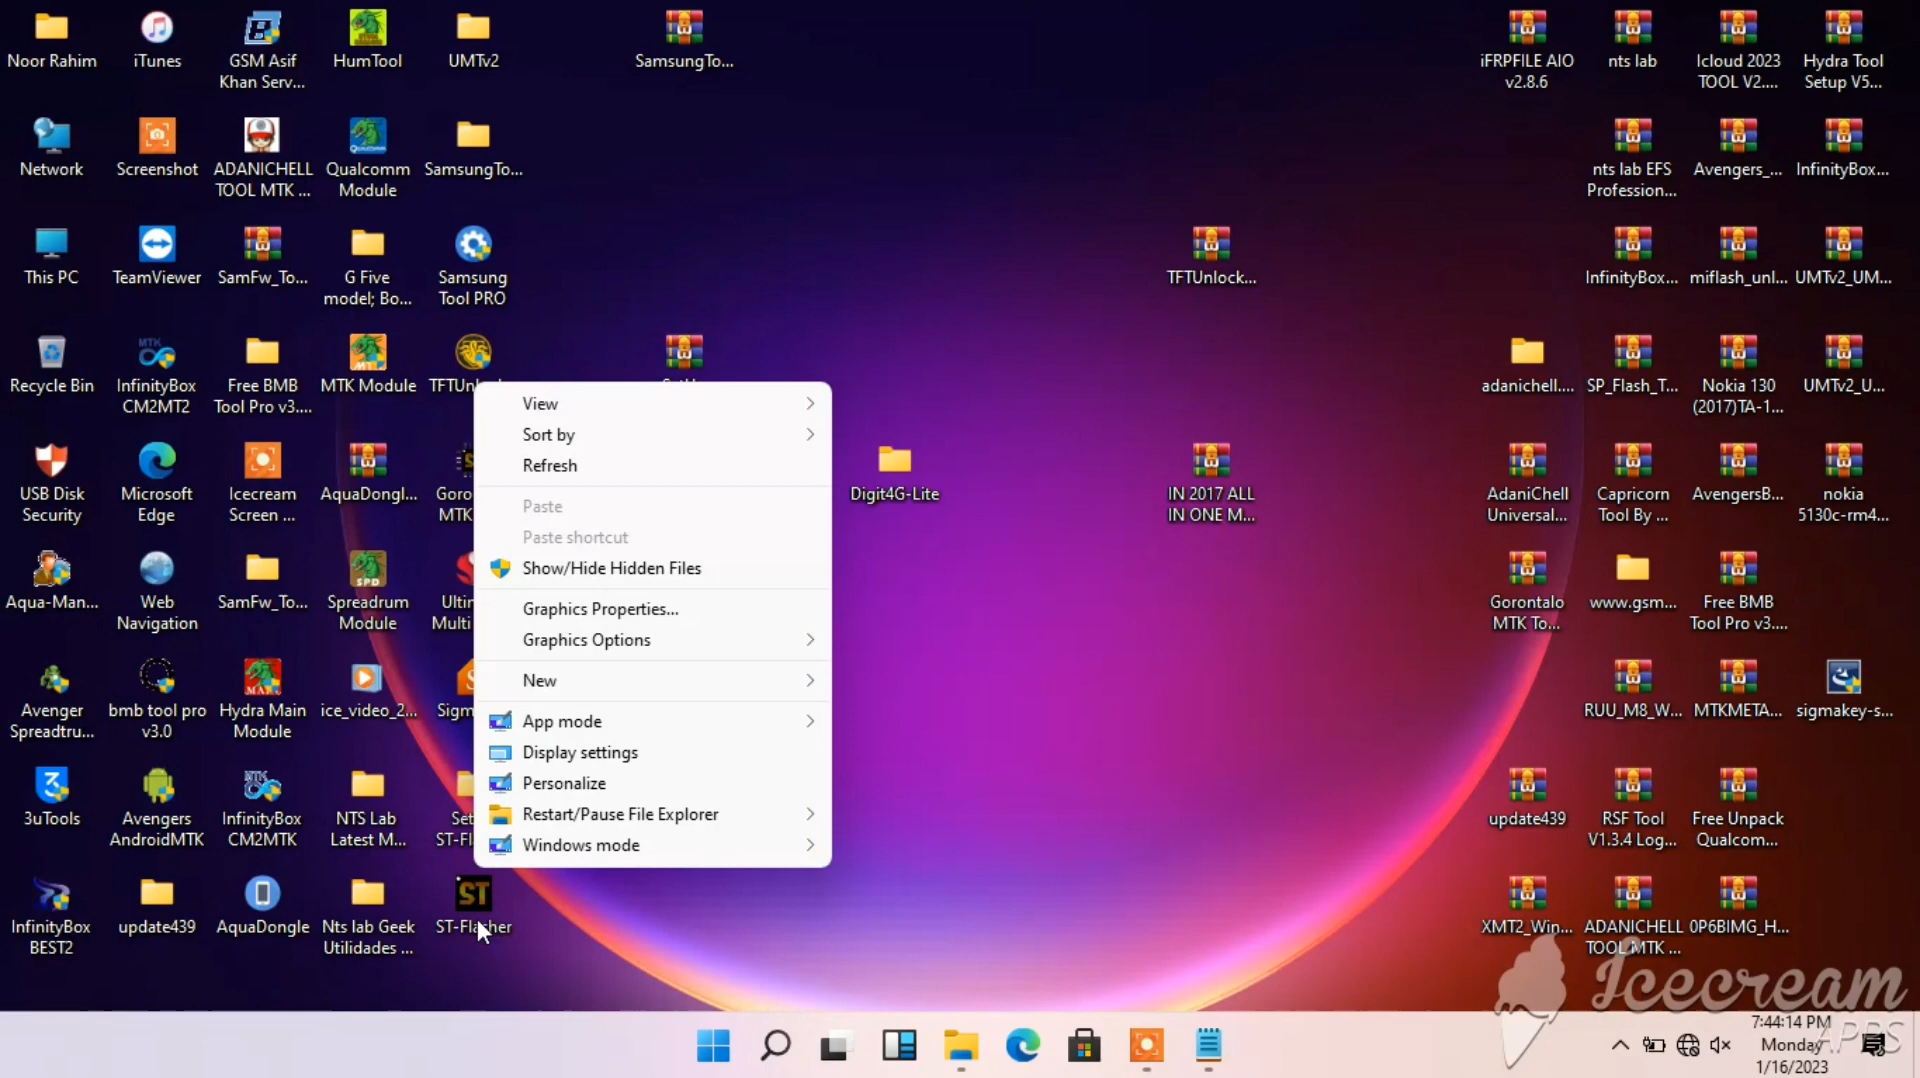 Noor Rahim
iTunes
GSM Asif
Khan Serv...
HumTool
UMTv2
SamsungTo...
iFRPFILE AIO
v2.8.6
nts lab
Icloud 2023
TOOL V2....
Hydra Tool
Setup V5...
Network
Screenshot
ADANICHELL
TOOL MTK ...
Qualcomm
Module
SamsungTo...
nts lab EFS
Profession...
Avengers_...
InfinityBox...
This PC
TeamViewer
SamFw_To...
G Five
model; Bo...
Samsung
Tool PRO
TFTUnlock...
InfinityBox...
miflash_unl...
UMTv2_UM...
Recycle Bin
MTK
InfinityBox
CM2MT2
Free BMB
Tool Pro v3....
MTK Module
adanichell....
SP_Flash_T...
Nokia 130
(2017)TA-1...
UMTv2_U...
USB Disk
Security
Microsoft
Edge
Icecream
Screen ...
AquaDongl...
Digit4G-Lite
IN 2017 ALL
IN ONE M...
AdaniChell
Universal...
Capricorn
Tool By ...
AvengersB...
nokia
5130c-rm4...
Aqua-Man...
Web
Navigation
SamFw_To...
SPD
Spreadrum
Module
Gorontalo
MTK To...
www.gsm...
Free BMB
Tool Pro v3....
Avenger
Spreadtru...
bmb tool pro
v3.0
Hydra Main
Module
ice_video_2...
RUU_M8_W...
MTKMETA...
sigmakey-s...
3uTools
Avengers
AndroidMTK
InfinityBox
CM2MTK
NTS Lab
Latest M...
update439
RSF Tool
V1.3.4 Log...
Free Unpack
Qualcom...
InfinityBox
BEST2
update439
AquaDongle
Nts lab Geek
Utilidades ...
ST
ST-Flasher
XMT2_Win...
ADANICHELL
TOOL MTK ...
0P6BIMG_H...
View
Sort by
Refresh
Paste
Paste shortcut
Show/Hide Hidden Files
Graphics Properties...
Graphics Options
New
App mode
Display settings
Personalize
Restart/Pause File Explorer
Windows mode
Icecream
APPS
7:44:14 PM
Monday
1/16/2023